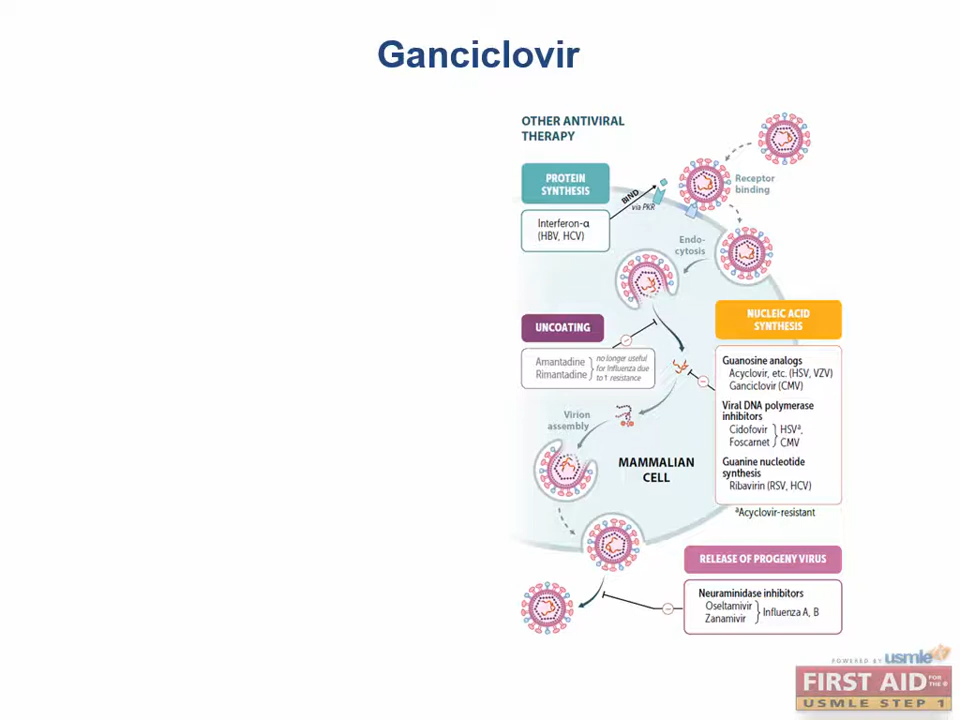 Ganciclovir
OTHER ANTIVIRAL
THERAPY
Receptor
binding
PROTEIN
SYNTHESIS
BIND
via PKR
Interferon-α
(HBV, HCV)
Endo-
cytosis
UNCOATING
Amantadine
Rimantadine
no longer useful
for influenza due
to ↑ resistance
NUCLEIC ACID
SYNTHESIS
Guanosine analogs
Acyclovir, etc. (HSV, VZV)
Ganciclovir (CMV)
Viral DNA polymerase
inhibitors
Cidofovir
Foscarnet
HSVª,
CMV
Guanine nucleotide
synthesis
Ribavirin (RSV, HCV)
ªAcyclovir-resistant
Virion
assembly
MAMMALIAN
CELL
RELEASE OF PROGENY VIRUS
Neuraminidase inhibitors
Oseltamivir
Zanamivir
Influenza A, B
POWERED BY usmle
FIRST AID FOR THE®
USMLE STEP 1